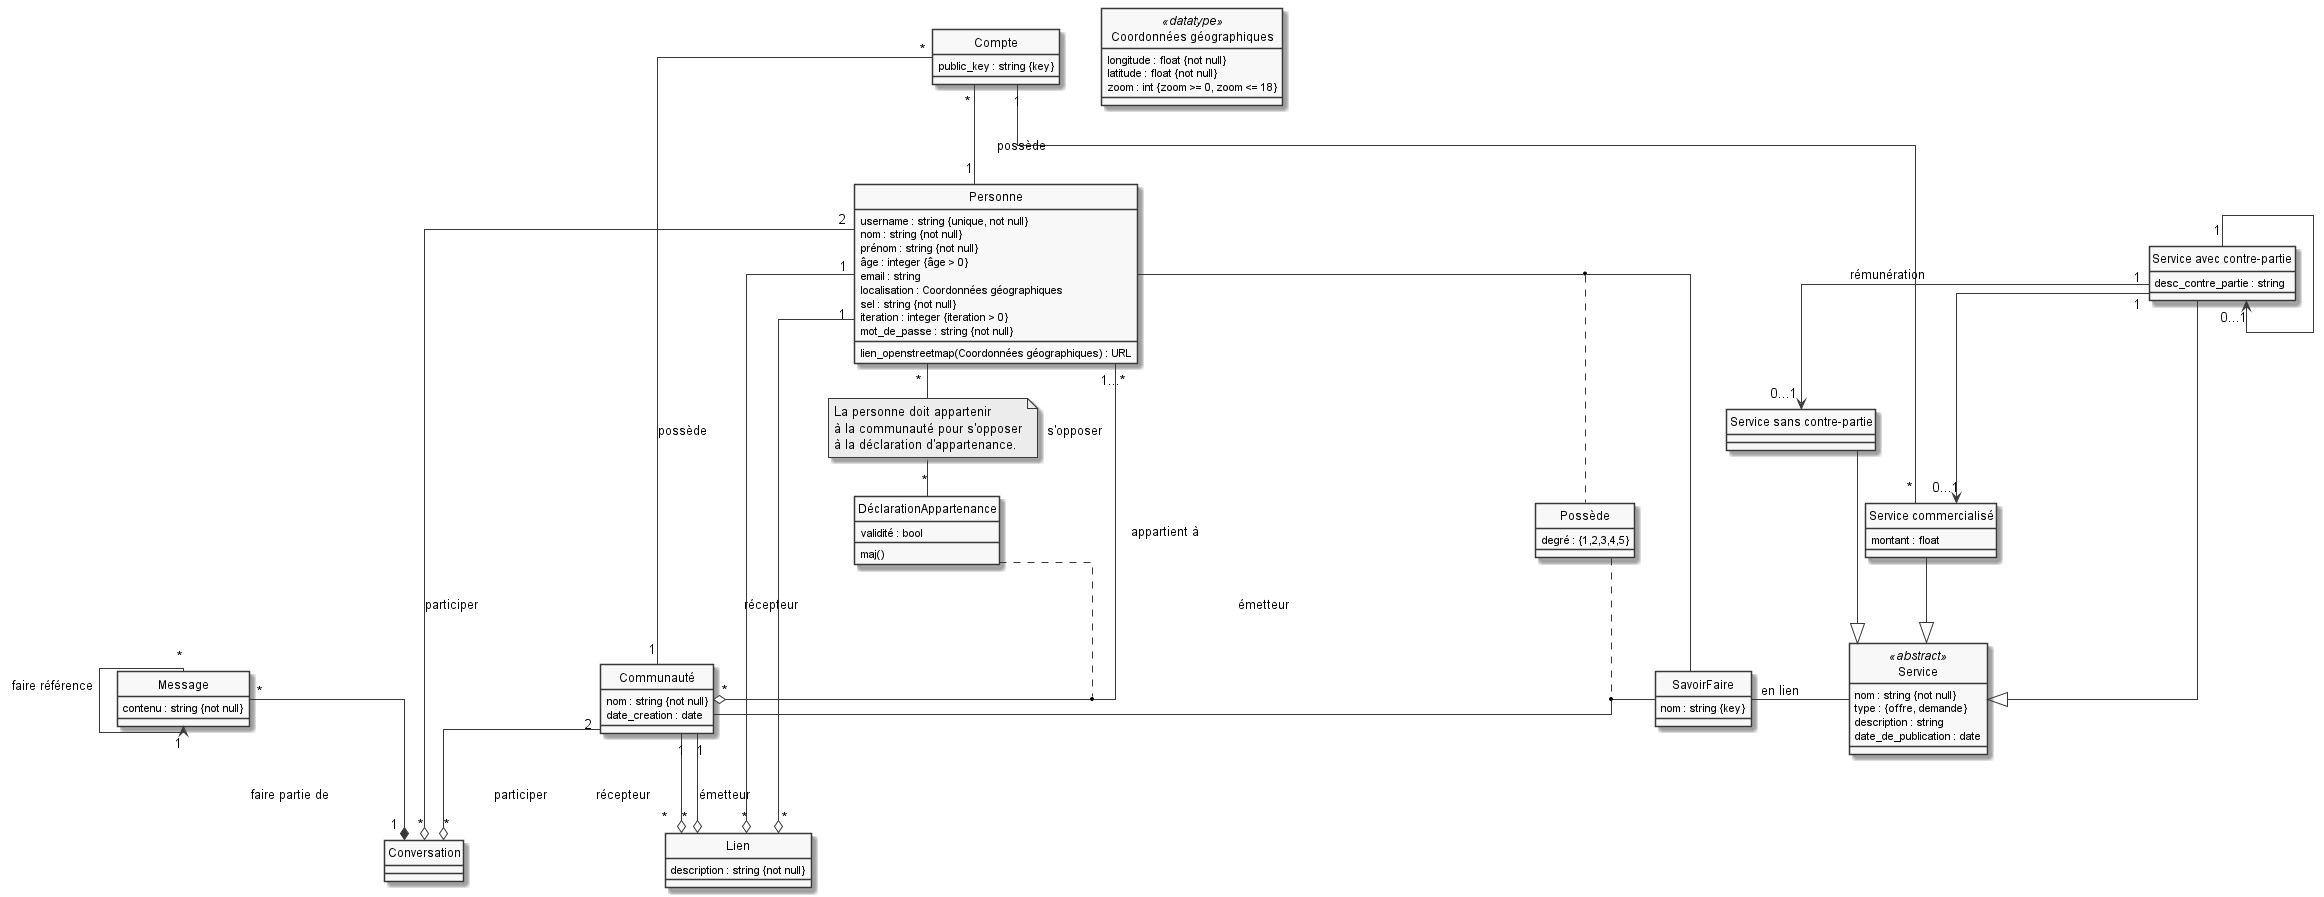 «datatype»
Coordonnées géographiques
longitude : float {not null}
latitude : float {not null}
zoom : int {zoom >= 0, zoom <= 18}
Compte
public_key : string {key}
*
*
1
possède
1
Personne
username : string {unique, not null}
nom : string {not null}
prénom : string {not null}
âge : integer {âge > 0}
email : string
localisation : Coordonnées géographiques
sel : string {not null}
iteration : integer {iteration > 0}
mot_de_passe : string {not null}
lien_openstreetmap(Coordonnées géographiques) : URL
2
1
1
*
1...*
1
Service avec contre-partie
desc_contre_partie : string
rémunération
1
1
0...1
0...1
Service sans contre-partie
La personne doit appartenir
à la communauté pour s'opposer
à la déclaration d'appartenance.
s'opposer
possède
*
DéclarationAppartenance
validité : bool
maj()
appartient à
Possède
degré : {1,2,3,4,5}
*
0...1
Service commercialisé
montant : float
participer
récepteur
émetteur
*
faire référence
Message
contenu : string {not null}
*
1
1
Communauté
nom : string {not null}
date_creation : date
*
2
1
1
SavoirFaire
nom : string {key}
en lien
«abstract»
Service
nom : string {not null}
type : {offre, demande}
description : string
date_de_publication : date
faire partie de
participer
récepteur
émetteur
1
*
*
*
*
*
*
Conversation
Lien
description : string {not null}